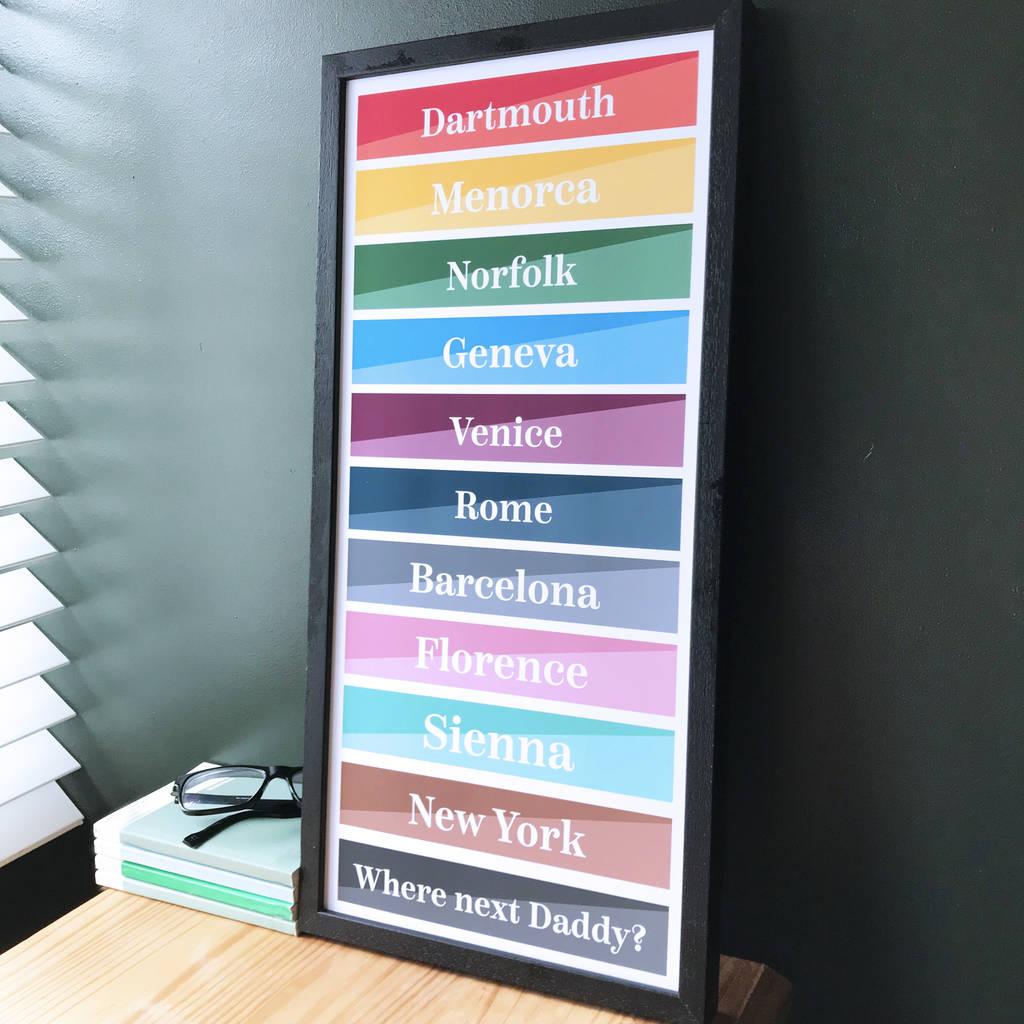 Dartmouth
Menorca
Norfolk
Geneva
Venice
Rome
Barcelona
Florence
Sienna
New York
Where next Daddy?